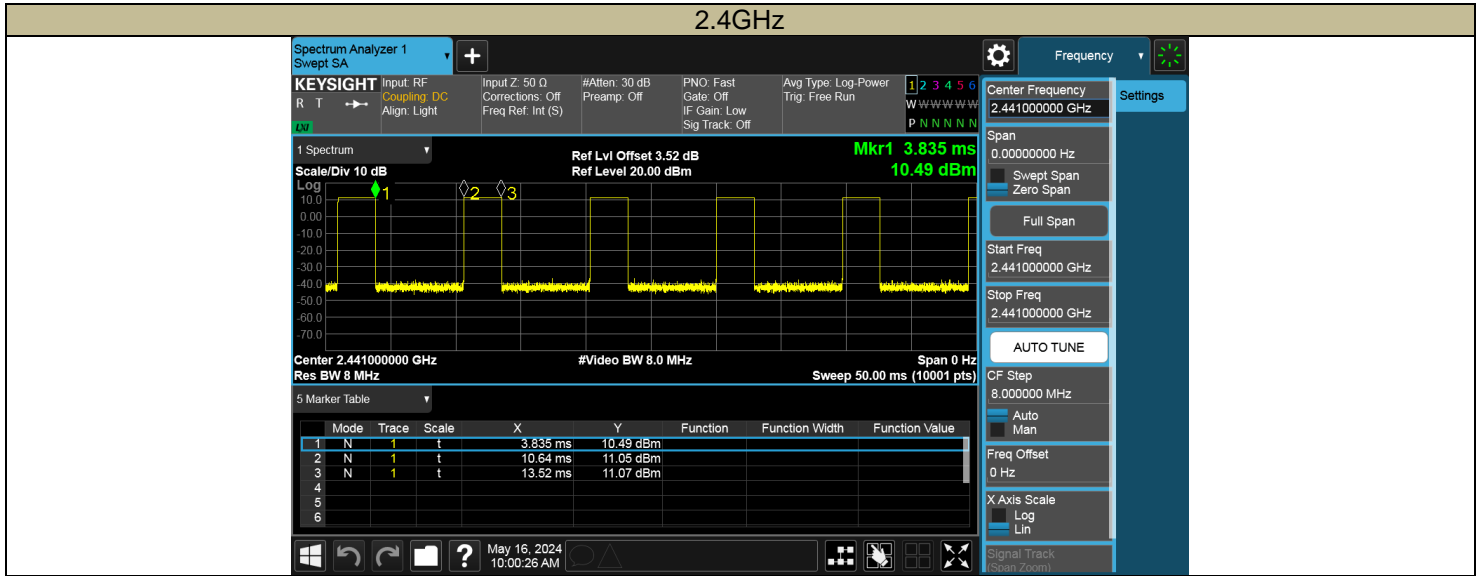 2.4GHz
Spectrum Analyzer 1
Swept SA
Frequency
KEYSIGHT
R T
LXI
Input: RF
Coupling: DC
Align: Light
Input Z: 50 Ω
Corrections: Off
Freq Ref: Int (S)
#Atten: 30 dB
Preamp: Off
PNO: Fast
Gate: Off
IF Gain: Low
Sig Track: Off
Avg Type: Log-Power
Trig: Free Run
1 2 3 4 5 6
W W W W W W
P N N N N N
1 Spectrum
Scale/Div 10 dB
Ref Lvl Offset 3.52 dB
Ref Level 20.00 dBm
Mkr1 3.835 ms
10.49 dBm
Log
1
2
3
10.0
0.00
-10.0
-20.0
-30.0
-40.0
-50.0
-60.0
-70.0
Center 2.441000000 GHz
#Video BW 8.0 MHz
Span 0 Hz
Res BW 8 MHz
Sweep 50.00 ms (10001 pts)
5 Marker Table
Mode Trace Scale X Y Function Function Width Function Value
1 N 1 t 3.835 ms 10.49 dBm
2 N 1 t 10.64 ms 11.05 dBm
3 N 1 t 13.52 ms 11.07 dBm
4
5
6
?
May 16, 2024
10:00:26 AM
Center Frequency
2.441000000 GHz
Span
0.00000000 Hz
Swept Span
Zero Span
Full Span
Start Freq
2.441000000 GHz
Stop Freq
2.441000000 GHz
AUTO TUNE
CF Step
8.000000 MHz
Auto
Man
Freq Offset
0 Hz
X Axis Scale
Log
Lin
Signal Track
(Span Zoom)
Settings